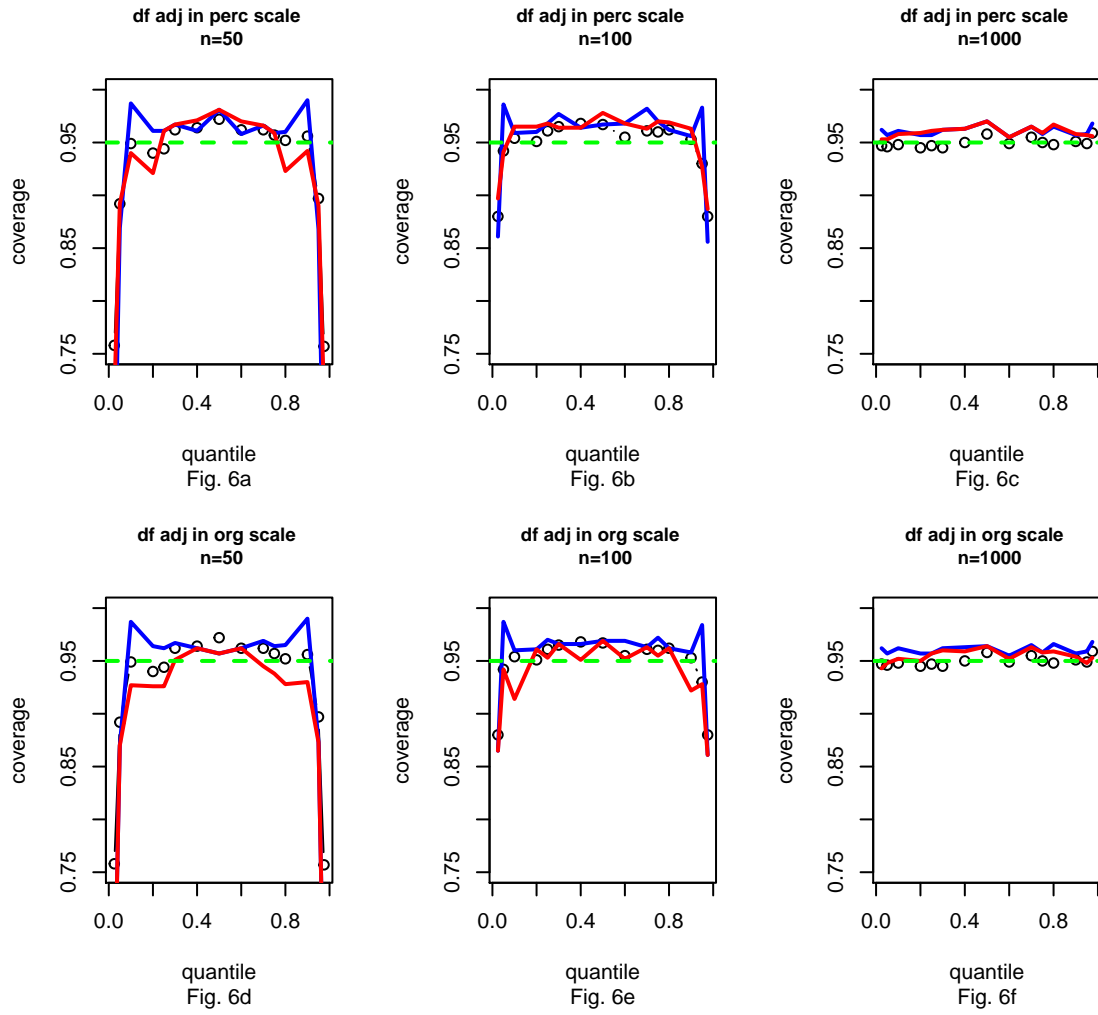 df adj in perc scale
n=50
0.95
0.85
0.75
coverage
0.0
0.4
0.8
quantile
Fig. 6a
df adj in perc scale
n=100
0.95
0.85
0.75
coverage
0.0
0.4
0.8
quantile
Fig. 6b
df adj in perc scale
n=1000
0.95
0.85
0.75
coverage
0.0
0.4
0.8
quantile
Fig. 6c
df adj in org scale
n=50
0.95
0.85
0.75
coverage
0.0
0.4
0.8
quantile
Fig. 6d
df adj in org scale
n=100
0.95
0.85
0.75
coverage
0.0
0.4
0.8
quantile
Fig. 6e
df adj in org scale
n=1000
0.95
0.85
0.75
coverage
0.0
0.4
0.8
quantile
Fig. 6f